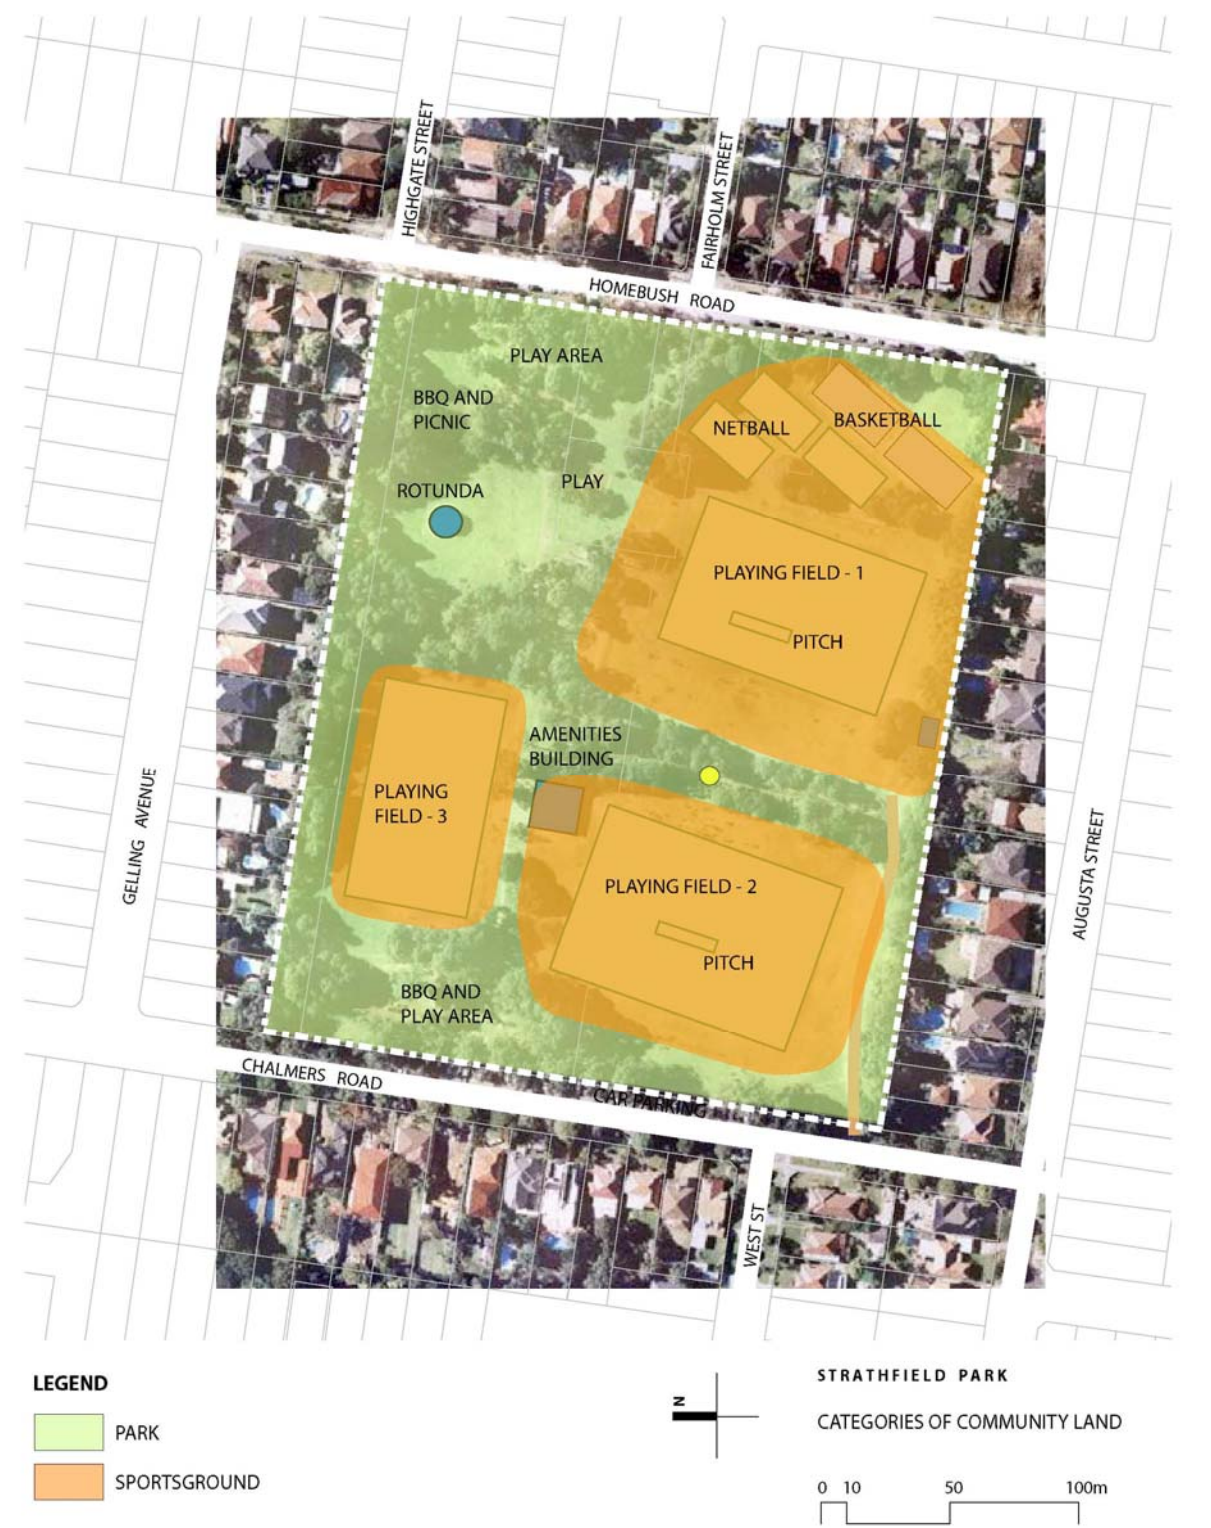 HIGHGATE STREET
FAIRHOLM STREET
HOMEBUSH ROAD
PLAY AREA
BBQ AND
PICNIC
NETBALL
BASKETBALL
ROTUNDA
PLAY
PLAYING FIELD - 1
PITCH
AMENITIES
BUILDING
PLAYING
FIELD - 3
GELLING AVENUE
AUGUSTA STREET
PLAYING FIELD - 2
PITCH
BBQ AND
PLAY AREA
CHALMERS ROAD
CAR PARKING
WEST ST
LEGEND
PARK
SPORTSGROUND
N
STRATHFIELD PARK
CATEGORIES OF COMMUNITY LAND
0 10 50 100m